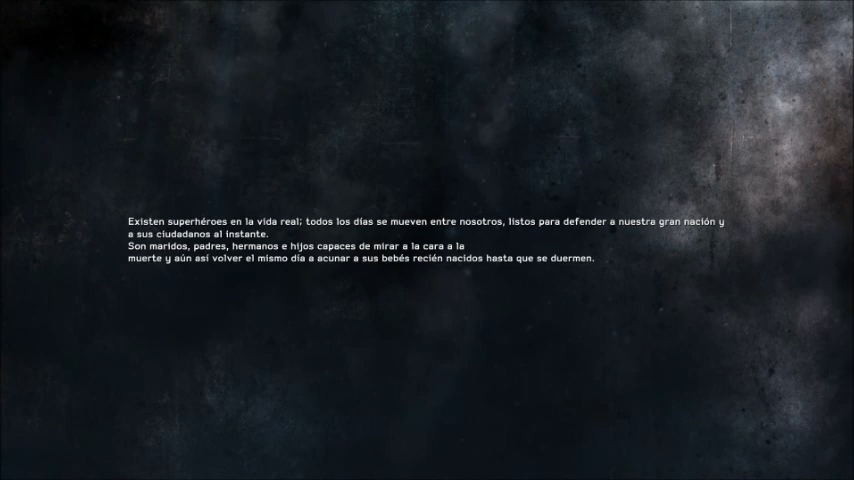 Existen superhéroes en la vida real; todos los días se mueven entre nosotros, listos para defender a nuestra gran nación y
a sus ciudadanos al instante.
Son maridos, padres, hermanos e hijos capaces de mirar a la cara a la
muerte y aún así volver el mismo día a acunar a sus bebés recién nacidos hasta que se duermen.